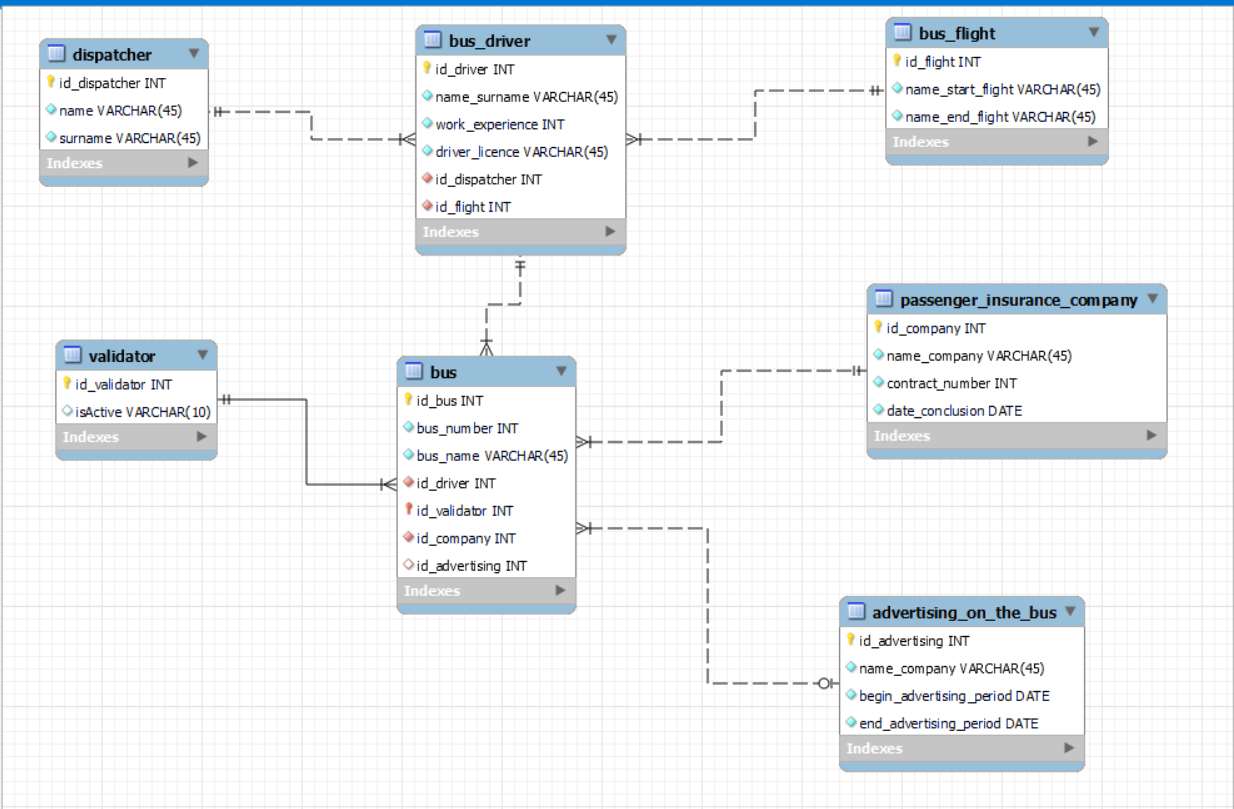 dispatcher
id_dispatcher INT
name VARCHAR(45)
surname VARCHAR(45)
Indexes
bus_driver
id_driver INT
name_surname VARCHAR(45)
work_experience INT
driver_licence VARCHAR(45)
id_dispatcher INT
id_flight INT
Indexes
bus_flight
id_flight INT
name_start_flight VARCHAR(45)
name_end_flight VARCHAR(45)
Indexes
validator
id_validator INT
isActive VARCHAR(10)
Indexes
bus
id_bus INT
bus_number INT
bus_name VARCHAR(45)
id_driver INT
id_validator INT
id_company INT
id_advertising INT
Indexes
passenger_insurance_company
id_company INT
name_company VARCHAR(45)
contract_number INT
date_conclusion DATE
Indexes
advertising_on_the_bus
id_advertising INT
name_company VARCHAR(45)
begin_advertising_period DATE
end_advertising_period DATE
Indexes